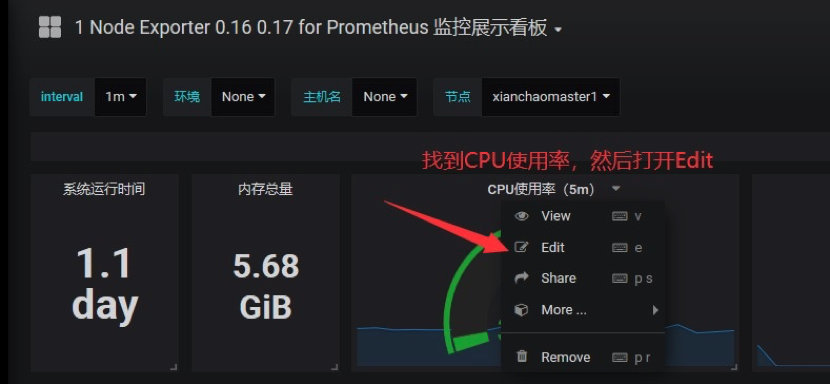 1 Node Exporter 0.16 0.17 for Prometheus 监控展示看板
interval 1m 环境 None 主机名 None 节点 xianchaomaster1
找到CPU使用率，然后打开Edit
系统运行时间 内存总量 CPU使用率（5m）
View v
Edit e
Share p s
More ...
Remove p r
1.1
day
5.68
GiB